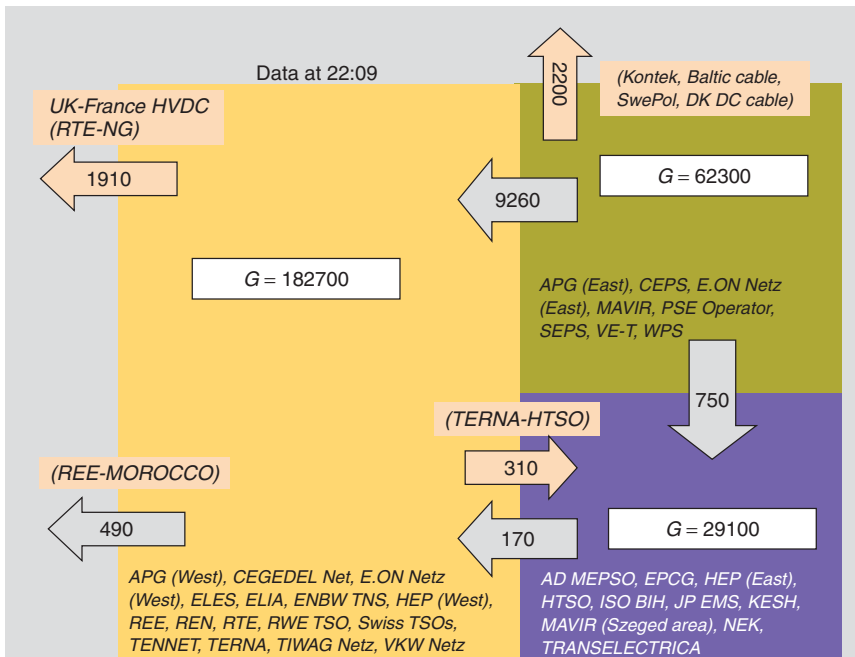 Data at 22:09
2200
(Kontek, Baltic cable,
SwePol, DK DC cable)
UK-France HVDC
(RTE-NG)
1910
9260
G = 62300
G = 182700
APG (East), CEPS, E.ON Netz
(East), MAVIR, PSE Operator,
SEPS, VE-T, WPS
750
(TERNA-HTSO)
310
(REE-MOROCCO)
490
170
G = 29100
APG (West), CEGEDEL Net, E.ON Netz
(West), ELES, ELIA, ENBW TNS, HEP (West),
REE, REN, RTE, RWE TSO, Swiss TSOs,
TENNET, TERNA, TIWAG Netz, VKW Netz
AD MEPSO, EPCG, HEP (East),
HTSO, ISO BIH, JP EMS, KESH,
MAVIR (Szeged area), NEK,
TRANSELECTRICA